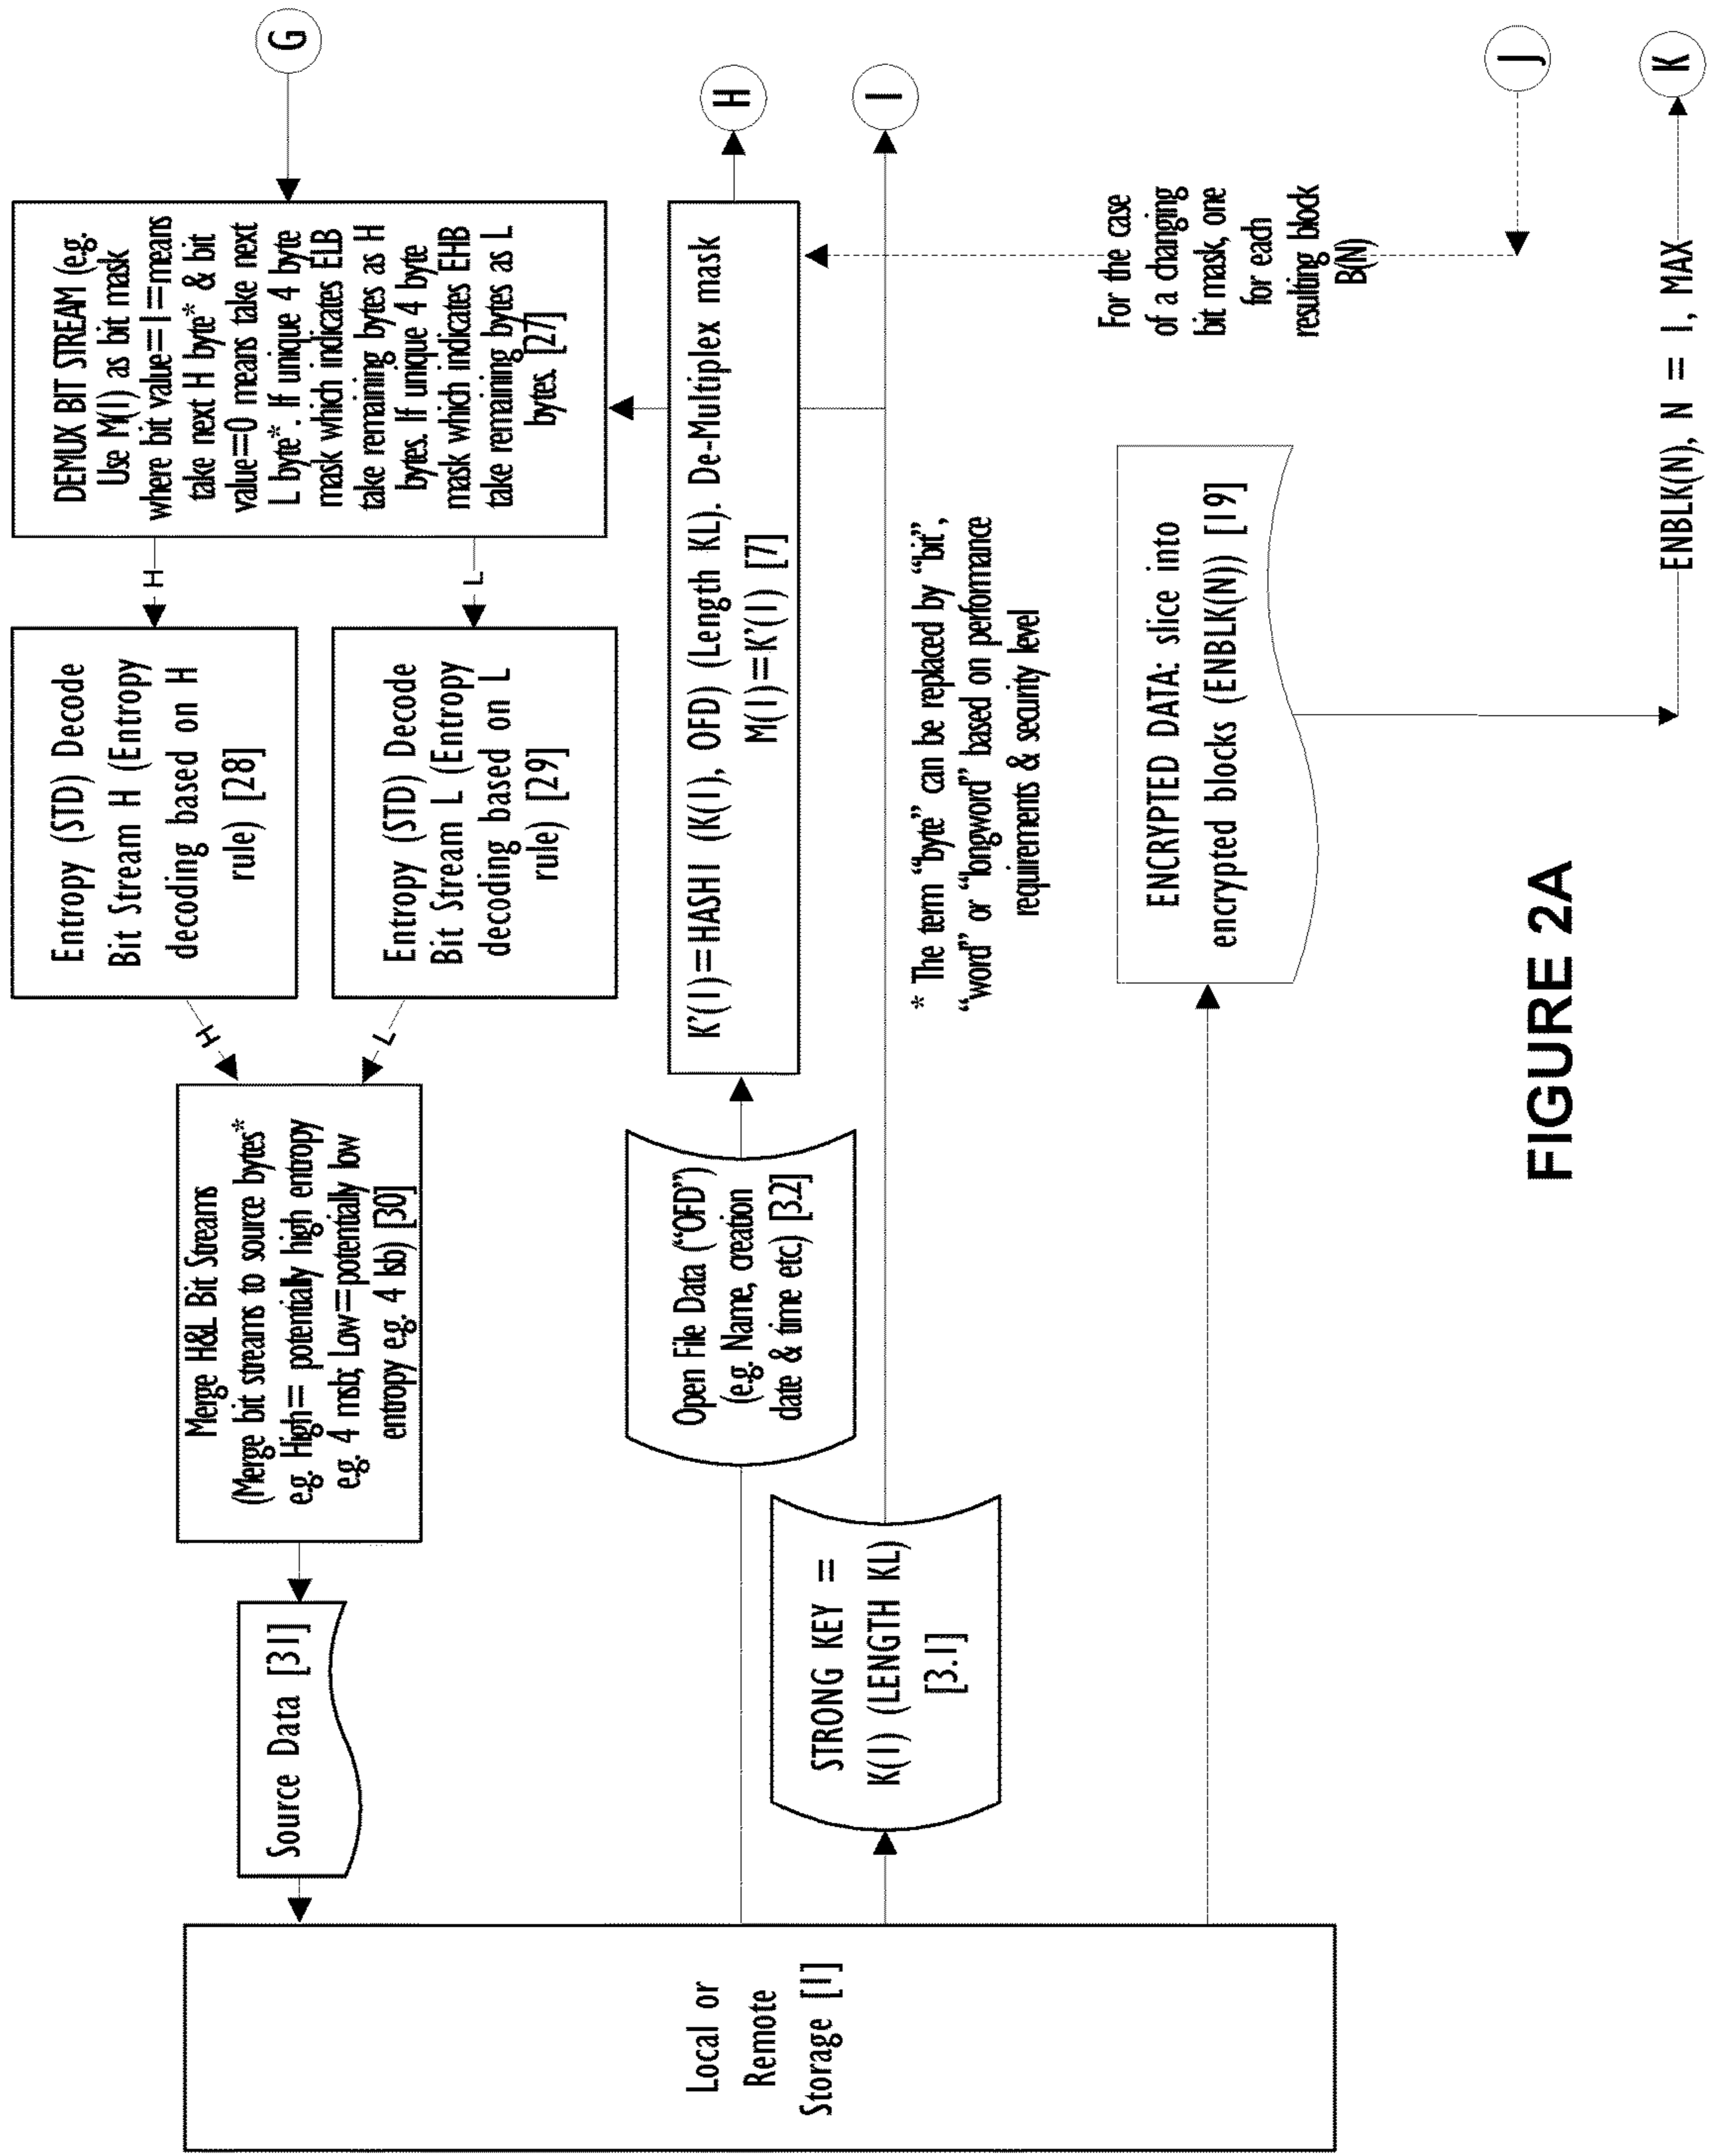 Local or
Remote
Storage [1]
Source Data [31]
Merge H&L Bit Streams
(Merge bit streams to source bytes*
e.g. High= potentially high entropy
e.g. 4 msb; Low=potentially low
entropy e.g. 4 lsb) [30]
H
L
Entropy (STD) Decode
Bit Stream H (Entropy
decoding based on H
rule) [28]
Entropy (STD) Decode
Bit Stream L (Entropy
decoding based on L
rule) [29]
H
L
DEMUX BIT STREAM (e.g.
Use M(1) as bit mask
where bit value=1=means
take next H byte* & bit
value=0 means take next
L byte*. If unique 4 byte
mask which indicates ELB
take remaining bytes as H
bytes. If unique 4 byte
mask which indicates EHB
take remaining bytes as L
bytes. [27]
G
Open File Data ("OFD")
(e.g. Name, creation
date & time etc.) [3.2]
K'(1)=HASH1 (K(1), OFD) (Length KL). De-Multiplex mask
M(1)=K'(1) [7]
H
STRONG KEY =
K(1) (LENGTH KL)
[3.1]
I
* The term “byte” can be replaced by “bit”,
“word” or “longword” based on performance
requirements & security level
For the case
of a changing
bit mask, one
for each
resulting block
B(N)
J
ENCRYPTED DATA: slice into
encrypted blocks (ENBLK(N)) [19]
ENBLK(N), N = 1, MAX
K
FIGURE 2A